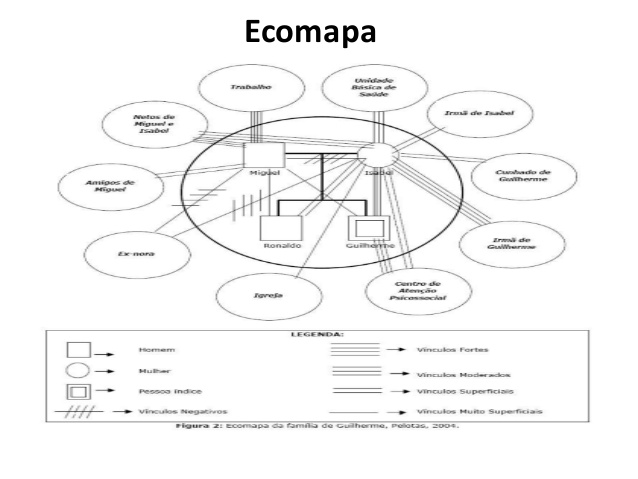 Ecomapa
Trabalho
Unidade
Básica de
Saúde
Netos de
Miguel e
Isabel
Irmã de Isabel
Amigos de
Miguel
Miguel
Isabel
Cunhado de
Guilherme
Ex-nora
Ronaldo
Guilherme
Irmã de
Guilherme
Igreja
Centro de
Atenção
Psicossocial
LEGENDA:
Homem
Vínculos Fortes
Mulher
Vínculos Moderados
Pessoa índice
Vínculos Superficiais
Vínculos Negativos
Vínculos Muito Superficiais
Figura 2: Ecomapa da família de Guilherme, Pelotas, 2004.